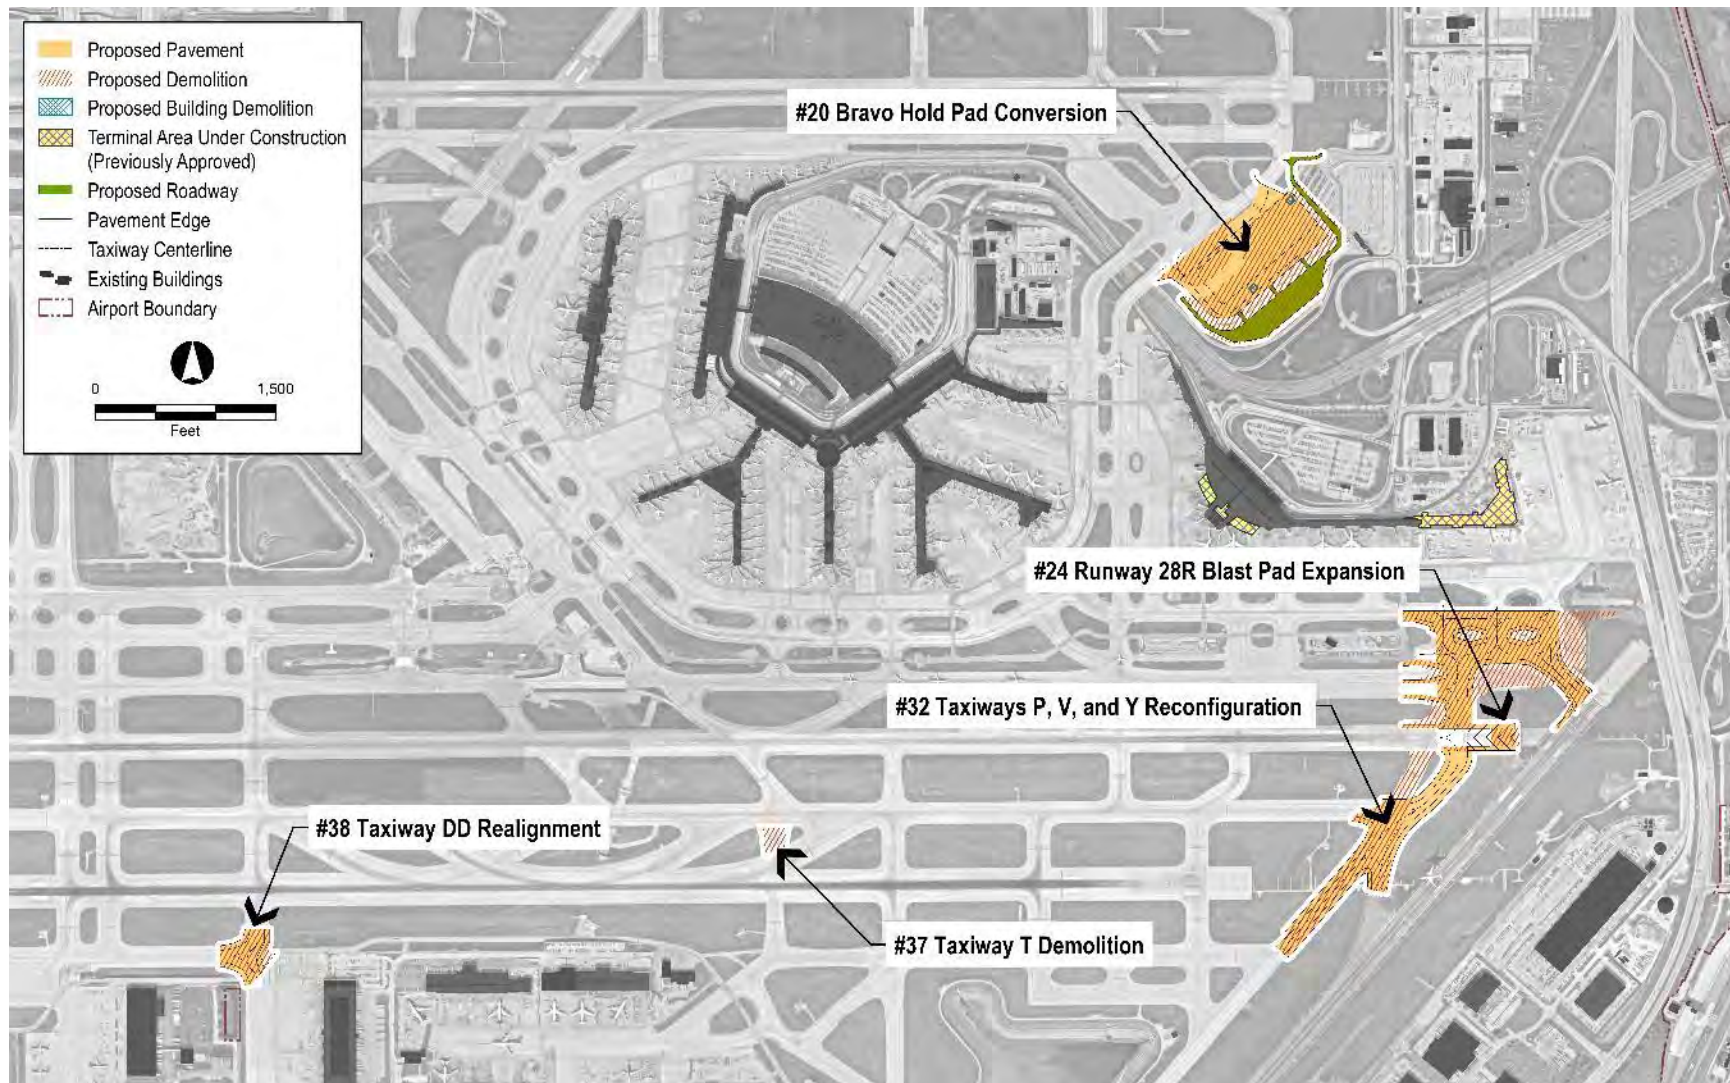 Proposed Pavement
Proposed Demolition
Proposed Building Demolition
Terminal Area Under Construction
(Previously Approved)
Proposed Roadway
Pavement Edge
Taxiway Centerline
Existing Buildings
Airport Boundary
0 1,500
Feet
#20 Bravo Hold Pad Conversion
#24 Runway 28R Blast Pad Expansion
#32 Taxiways P, V, and Y Reconfiguration
#38 Taxiway DD Realignment
#37 Taxiway T Demolition